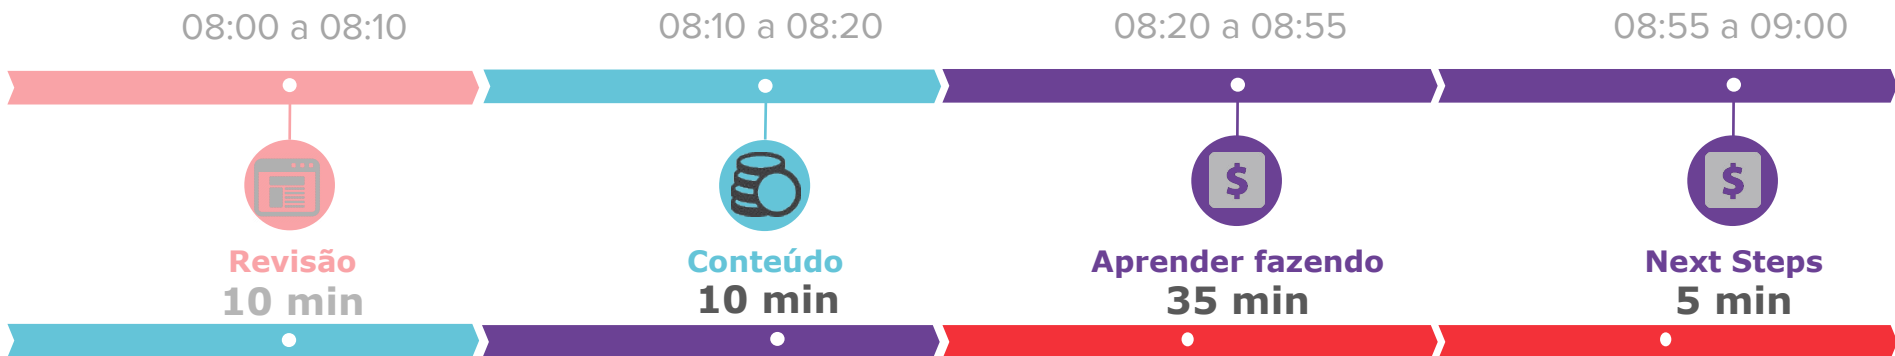 08:00 a 08:10
08:10 a 08:20
08:20 a 08:55
08:55 a 09:00
$
$
Revisão
10 min
Conteúdo
10 min
Aprender fazendo
35 min
Next Steps
5 min